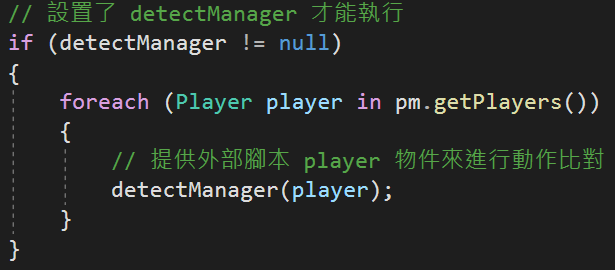 // 設置了 detectManager 才能執行
if (detectManager != null)
{
    foreach (Player player in pm.getPlayers())
    {
        // 提供外部腳本 player 物件來進行動作比對
        detectManager(player);
    }
}